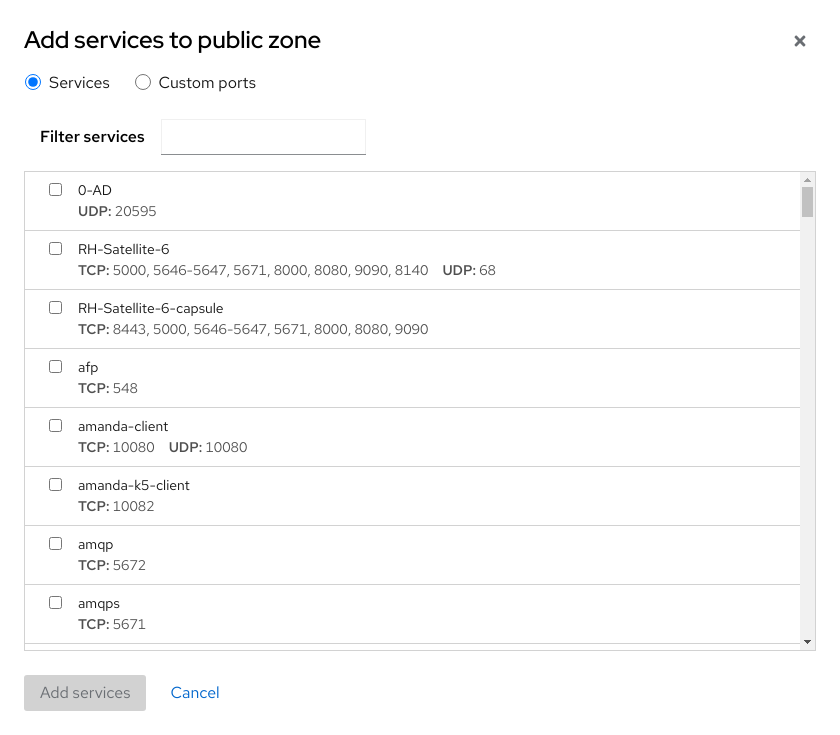 Add services to public zone
Services Custom ports
Filter services
0-AD
UDP: 20595
RH-Satellite-6
TCP: 5000, 5646-5647, 5671, 8000, 8080, 9090, 8140 UDP: 68
RH-Satellite-6-capsule
TCP: 8443, 5000, 5646-5647, 5671, 8000, 8080, 9090
afp
TCP: 548
amanda-client
TCP: 10080 UDP: 10080
amanda-k5-client
TCP: 10082
amqp
TCP: 5672
amqps
TCP: 5671
Add services Cancel